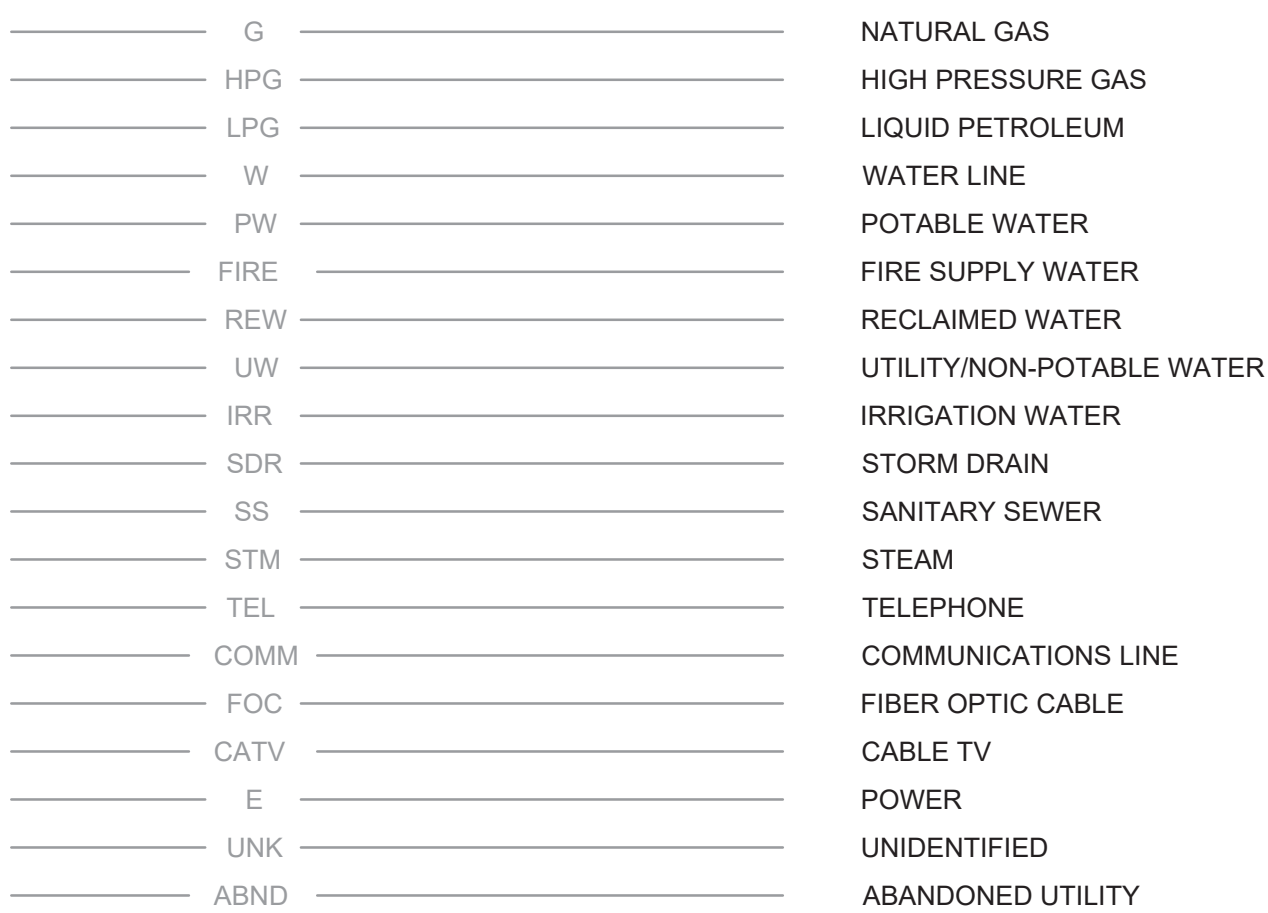 G NATURAL GAS
HPG HIGH PRESSURE GAS
LPG LIQUID PETROLEUM
W WATER LINE
PW POTABLE WATER
FIRE FIRE SUPPLY WATER
REW RECLAIMED WATER
UW UTILITY/NON-POTABLE WATER
IRR IRRIGATION WATER
SDR STORM DRAIN
SS SANITARY SEWER
STM STEAM
TEL TELEPHONE
COMM COMMUNICATIONS LINE
FOC FIBER OPTIC CABLE
CATV CABLE TV
E POWER
UNK UNIDENTIFIED
ABND ABANDONED UTILITY